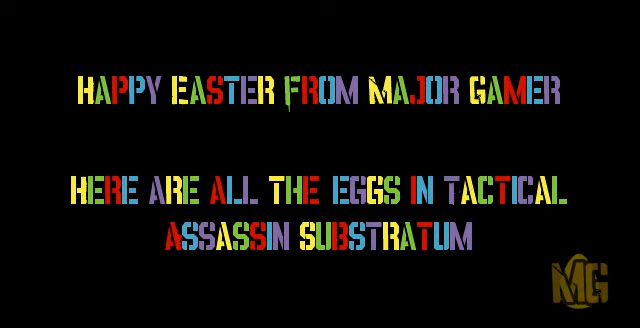 Happy Easter From Major Gamer
Here are all the eggs in Tactical
Assassin Substratum
MG